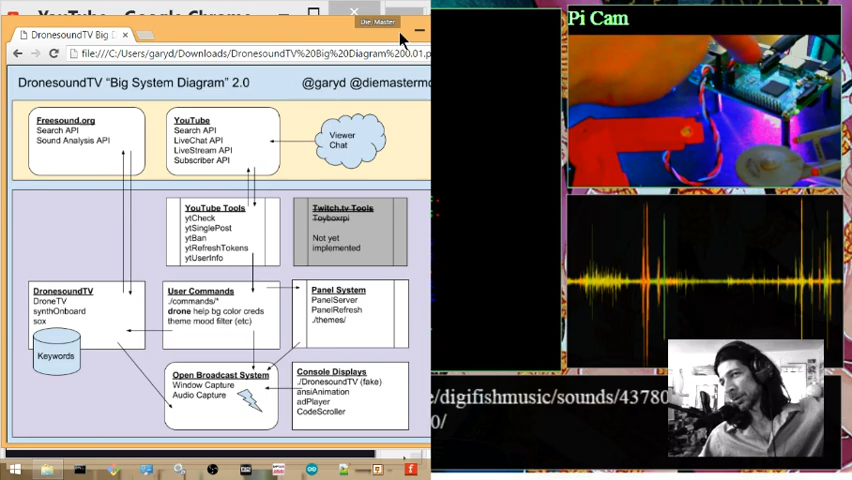 YouTube - Google Chrome
Die Master
DronesoundTV Big D
file:///C:/Users/garyd/Downloads/DronesoundTV%20Big%20Diagram%200.01.p
DronesoundTV “Big System Diagram” 2.0
@garyd @diemastermo
Freesound.org
Search API
Sound Analysis API
YouTube
Search API
LiveChat API
LiveStream API
Subscriber API
Viewer
Chat
YouTube Tools
ytCheck
ytSinglePost
ytBan
ytRefreshTokens
ytUserInfo
Twitch.tv Tools
Toyboxrpi
Not yet
implemented
DronesoundTV
DroneTV
synthOnboard
sox
Keywords
User Commands
./commands/*
drone help bg color creds
theme mood filter (etc)
Panel System
PanelServer
PanelRefresh
./themes/
Open Broadcast System
Window Capture
Audio Capture
Console Displays
./DronesoundTV (fake)
ansiAnimation
adPlayer
CodeScroller
Pi Cam
e/digifishmusic/sounds/43780
0/